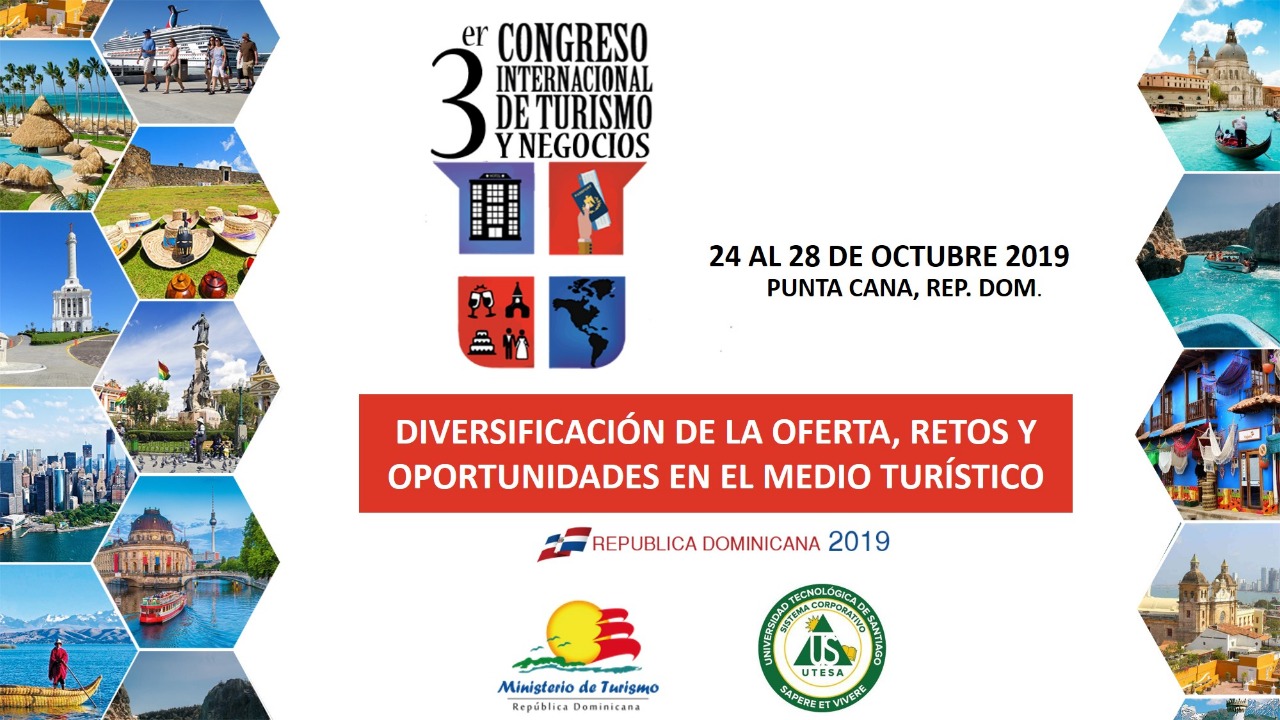 3er CONGRESO
INTERNACIONAL
DE TURISMO
Y NEGOCIOS
HOTEL
24 AL 28 DE OCTUBRE 2019
PUNTA CANA, REP. DOM.
DIVERSIFICACIÓN DE LA OFERTA, RETOS Y
OPORTUNIDADES EN EL MEDIO TURÍSTICO
REPUBLICA DOMINICANA 2019
Ministerio de Turismo
República Dominicana
UNIVERSIDAD TECNOLÓGICA DE SANTIAGO
SISTEMA CORPORATIVO
US
UTESA
SAPERE ET VIVERE